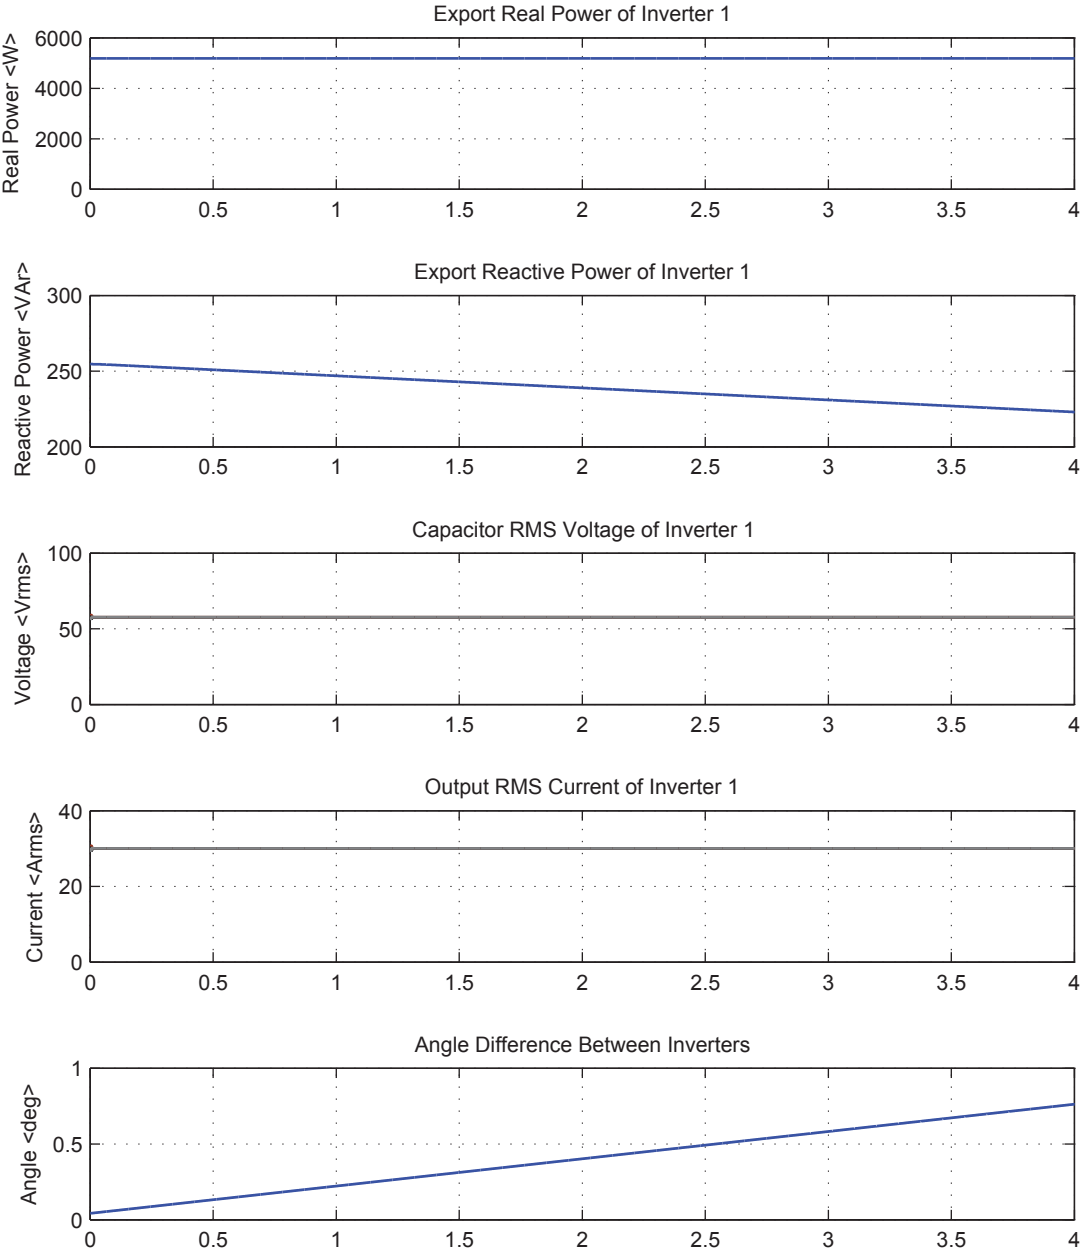 Export Real Power of Inverter 1
Real Power <W>
6000
4000
2000
0
0 0.5 1 1.5 2 2.5 3 3.5 4
Export Reactive Power of Inverter 1
Reactive Power <VAr>
300
250
200
0 0.5 1 1.5 2 2.5 3 3.5 4
Capacitor RMS Voltage of Inverter 1
Voltage <Vrms>
100
50
0
0 0.5 1 1.5 2 2.5 3 3.5 4
Output RMS Current of Inverter 1
Current <Arms>
40
20
0
0 0.5 1 1.5 2 2.5 3 3.5 4
Angle Difference Between Inverters
Angle <deg>
1
0.5
0
0 0.5 1 1.5 2 2.5 3 3.5 4